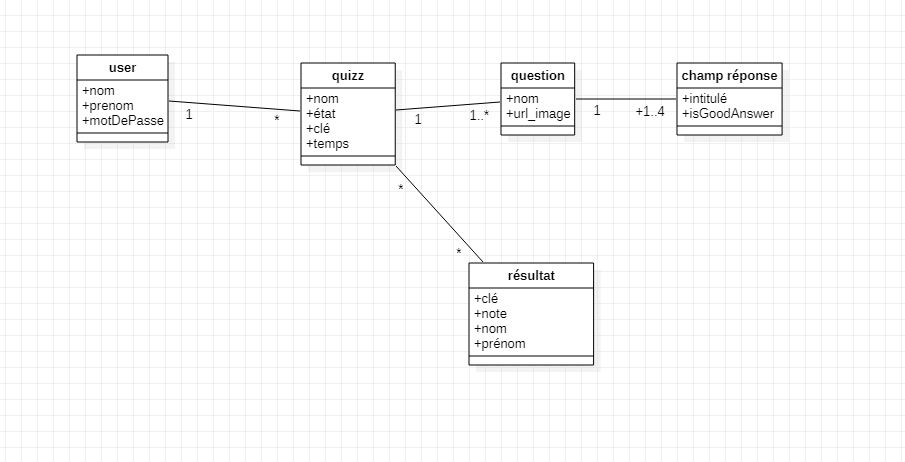 user
+nom
+prenom
+motDePasse
1
*
quizz
+nom
+état
+clé
+temps
1
1..*
question
+nom
+url_image
1
+1..4
champ réponse
+intitulé
+isGoodAnswer
*
*
résultat
+clé
+note
+nom
+prénom